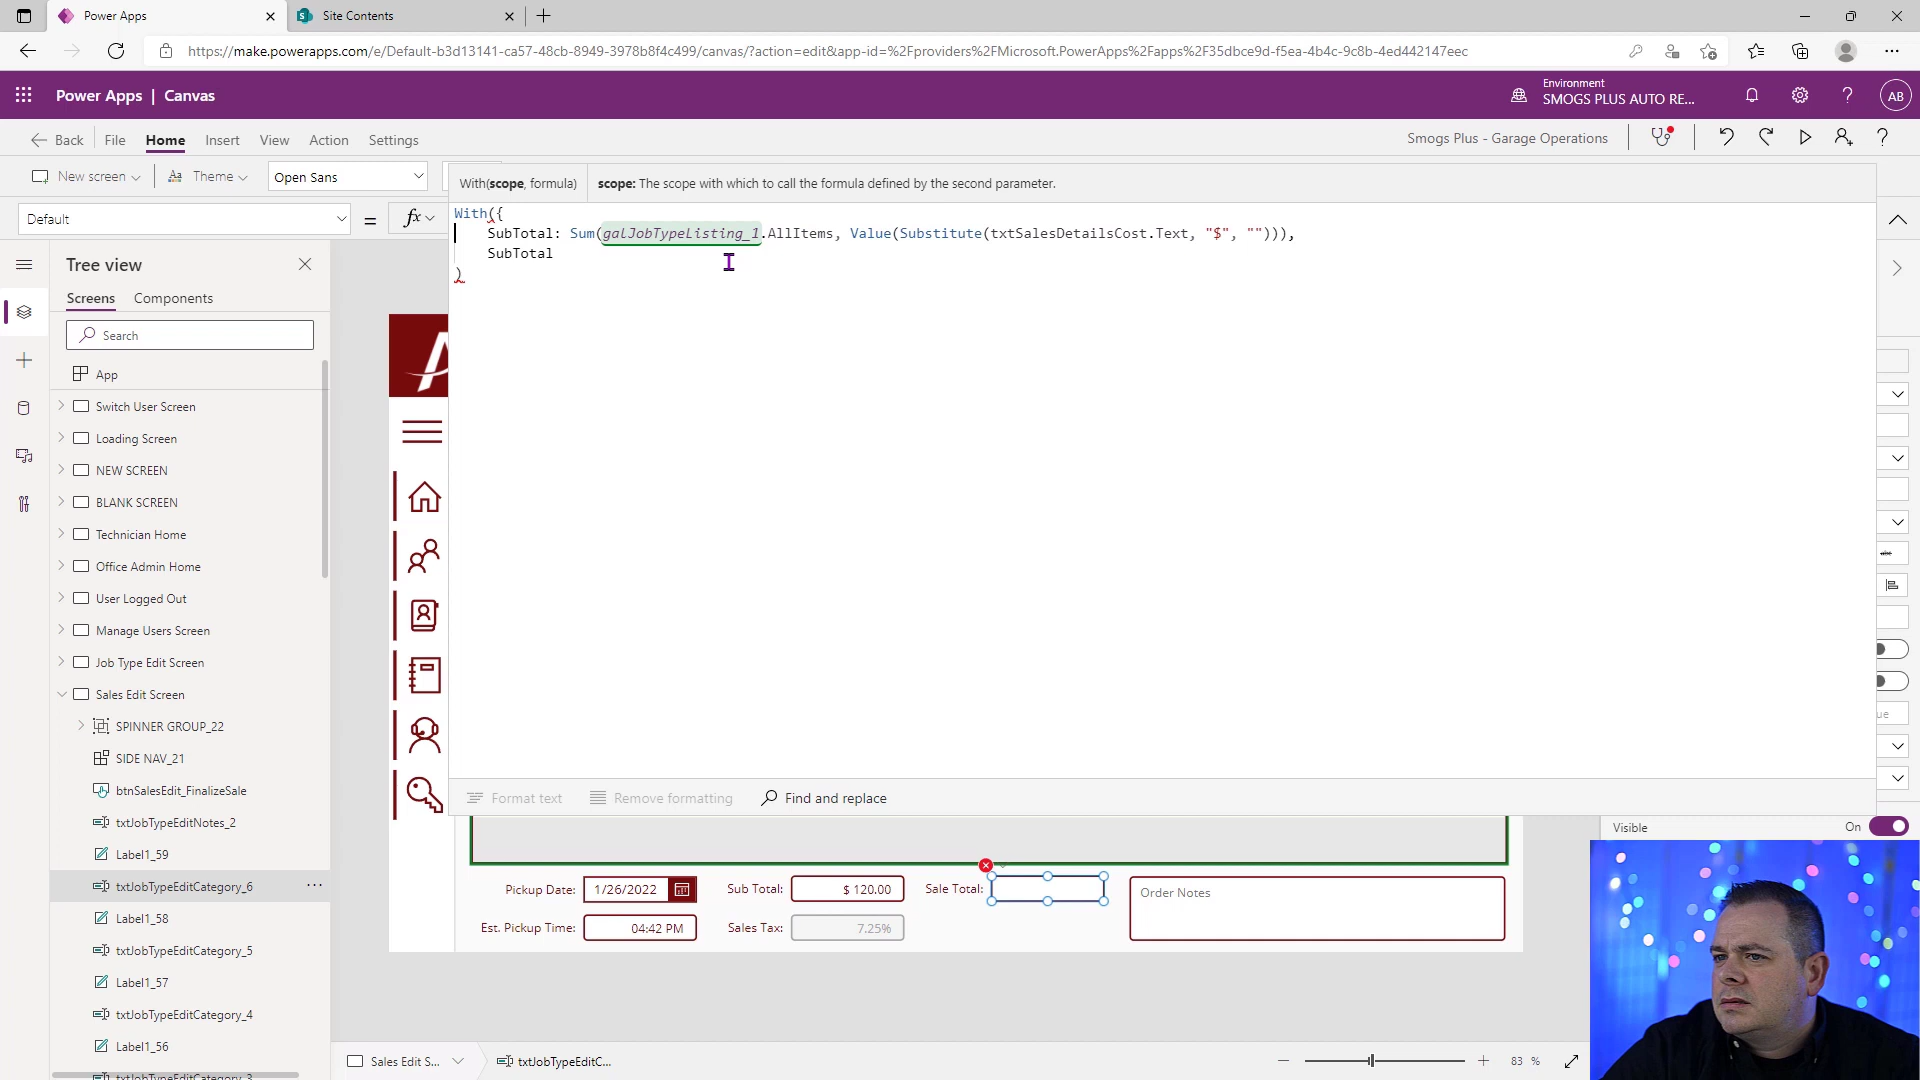 Power Apps
Site Contents
https://make.powerapps.com/e/Default-b3d13141-ca57-48cb-8949-3978b8f4c499/canvas/?action=edit&app-id=%2Fproviders%2FMicrosoft.PowerApps%2Fapps%2F35dbce9d-f5ea-4b4c-9c8b-4ed442147eec
Power Apps | Canvas
Environment
SMOGS PLUS AUTO RE...
AB
Back File Home Insert View Action Settings
Smogs Plus - Garage Operations
New screen Theme Open Sans
With(scope, formula) scope: The scope with which to call the formula defined by the second parameter.
Default = fx
With({
SubTotal: Sum(galJobTypeListing_1.AllItems, Value(Substitute(txtSalesDetailsCost.Text, "$", ""))),
SubTotal
)
Tree view
Screens Components
Search
App
Switch User Screen
Loading Screen
NEW SCREEN
BLANK SCREEN
Technician Home
Office Admin Home
User Logged Out
Manage Users Screen
Job Type Edit Screen
Sales Edit Screen
SPINNER GROUP_22
SIDE NAV_21
btnSalesEdit_FinalizeSale
txtJobTypeEditNotes_2
Label1_59
txtJobTypeEditCategory_6 ...
Label1_58
txtJobTypeEditCategory_5
Label1_57
txtJobTypeEditCategory_4
Label1_56
txtJobTypeEditCategory_3
Format text Remove formatting Find and replace
Visible On
Pickup Date: 1/26/2022 Sub Total: $ 120.00 Sale Total: Order Notes
Est. Pickup Time: 04:42 PM Sales Tax: 7.25%
Sales Edit S... txtJobTypeEditC...
83 %